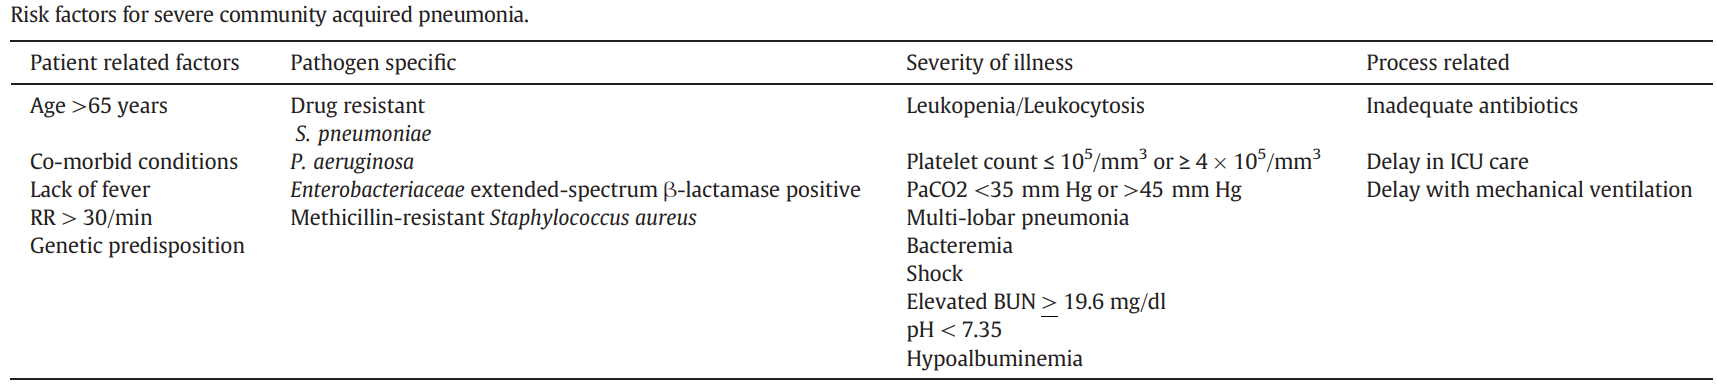 Risk factors for severe community acquired pneumonia.
Patient related factors Pathogen specific Severity of illness Process related
Age >65 years Drug resistant Leukopenia/Leukocytosis Inadequate antibiotics
S. pneumoniae
Co-morbid conditions P. aeruginosa Platelet count ≤ 10⁵/mm³ or ≥ 4 × 10⁵/mm³ Delay in ICU care
Lack of fever Enterobacteriaceae extended-spectrum β-lactamase positive PaCO2 <35 mm Hg or >45 mm Hg Delay with mechanical ventilation
RR > 30/min Methicillin-resistant Staphylococcus aureus Multi-lobar pneumonia
Genetic predisposition Bacteremia
Shock
Elevated BUN ≥ 19.6 mg/dl
pH < 7.35
Hypoalbuminemia